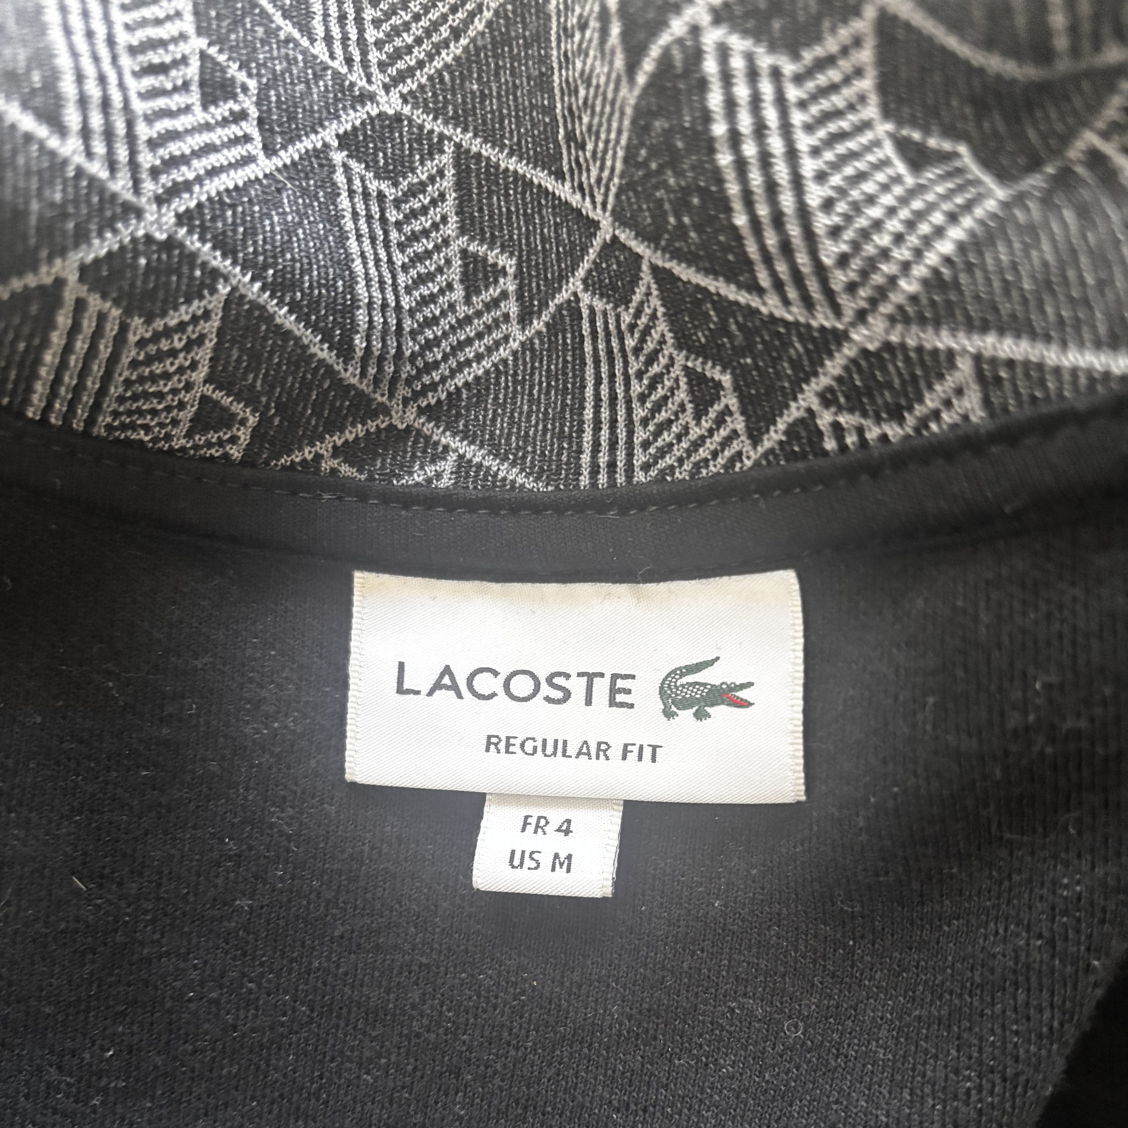 LACOSTE
REGULAR FIT
FR 4
US M